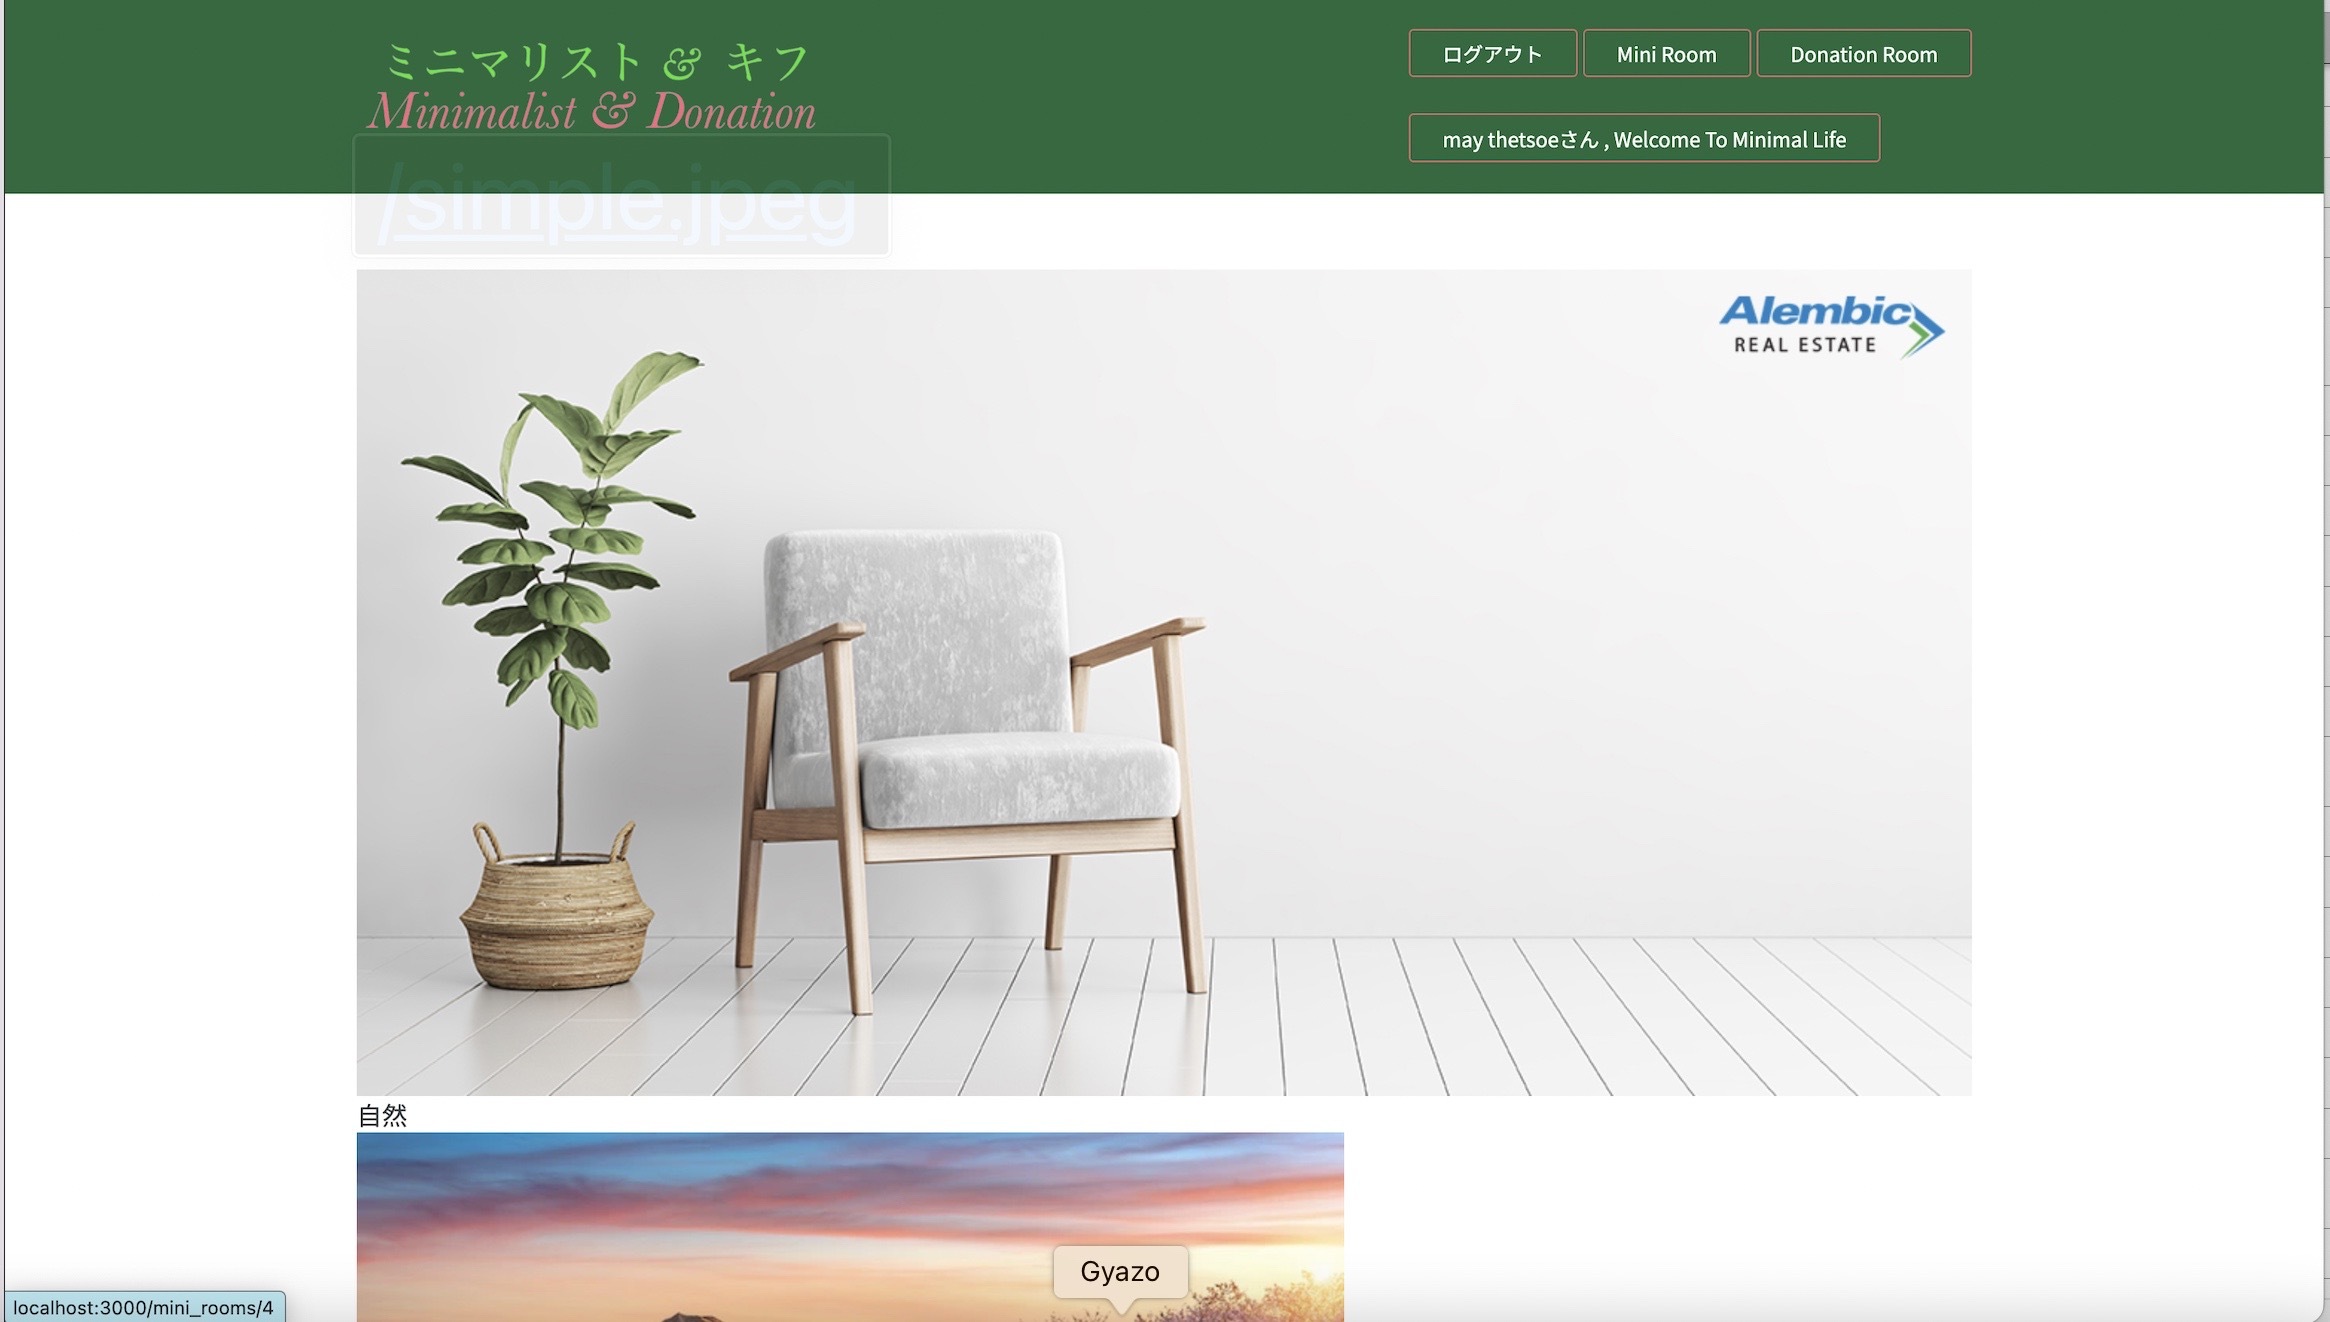 ミニマリスト & キフ
Minimalist & Donation
ログアウト
Mini Room
Donation Room
may thetsoeさん , Welcome To Minimal Life
/simple.jpeg
Alembic
REAL ESTATE
自然
Gyazo
localhost:3000/mini_rooms/4